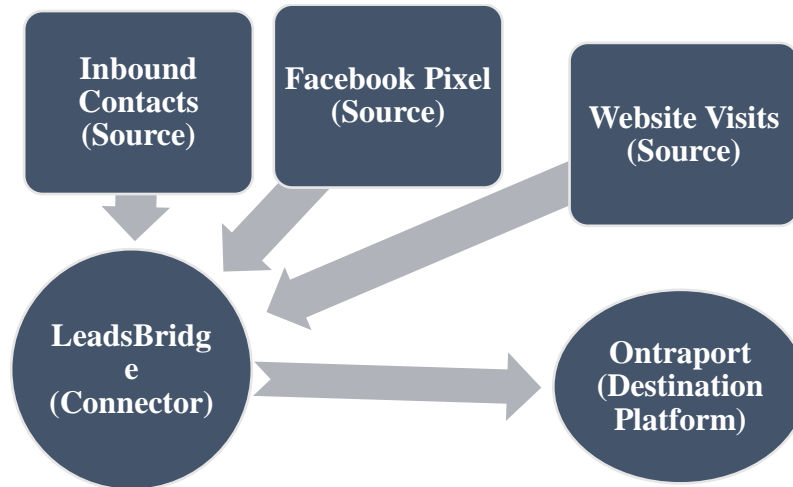 Inbound
Contacts
(Source)
Facebook Pixel
(Source)
Website Visits
(Source)
LeadsBridg
e
(Connector)
Ontraport
(Destination
Platform)